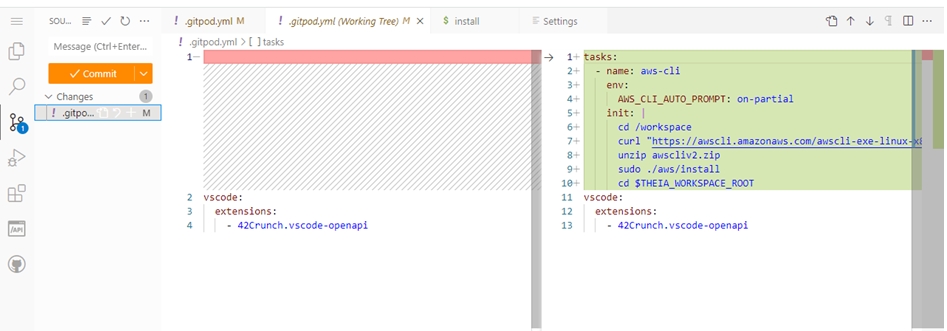 SOU...
.gitpod.yml M
.gitpod.yml (Working Tree) M
install
Settings
.gitpod.yml > [ ] tasks
Message (Ctrl+Enter...
Commit
Changes 1
! .gitpo... M
1
/API
1−
2 vscode:
3 extensions:
4 - 42Crunch.vscode-openapi
1+ tasks:
2+ - name: aws-cli
3+ env:
4+ AWS_CLI_AUTO_PROMPT: on-partial
5+ init: |
6+ cd /workspace
7+ curl "https://awscli.amazonaws.com/awscli-exe-linux-x8
8+ unzip awscliv2.zip
9+ sudo ./aws/install
10+ cd $THEIA_WORKSPACE_ROOT
11 vscode:
12 extensions:
13 - 42Crunch.vscode-openapi